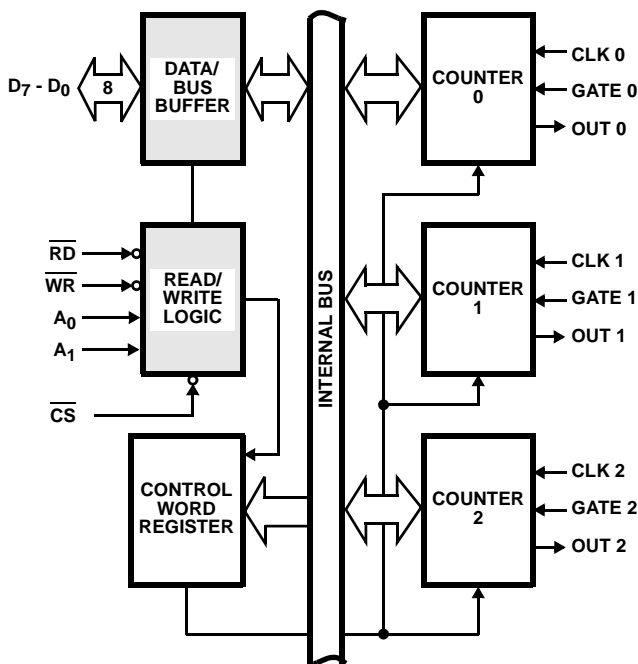 D7 - D0
8
DATA/
BUS
BUFFER
RD
WR
A0
A1
CS
READ/
WRITE
LOGIC
CONTROL
WORD
REGISTER
INTERNAL BUS
COUNTER
0
CLK 0
GATE 0
OUT 0
COUNTER
1
CLK 1
GATE 1
OUT 1
COUNTER
2
CLK 2
GATE 2
OUT 2